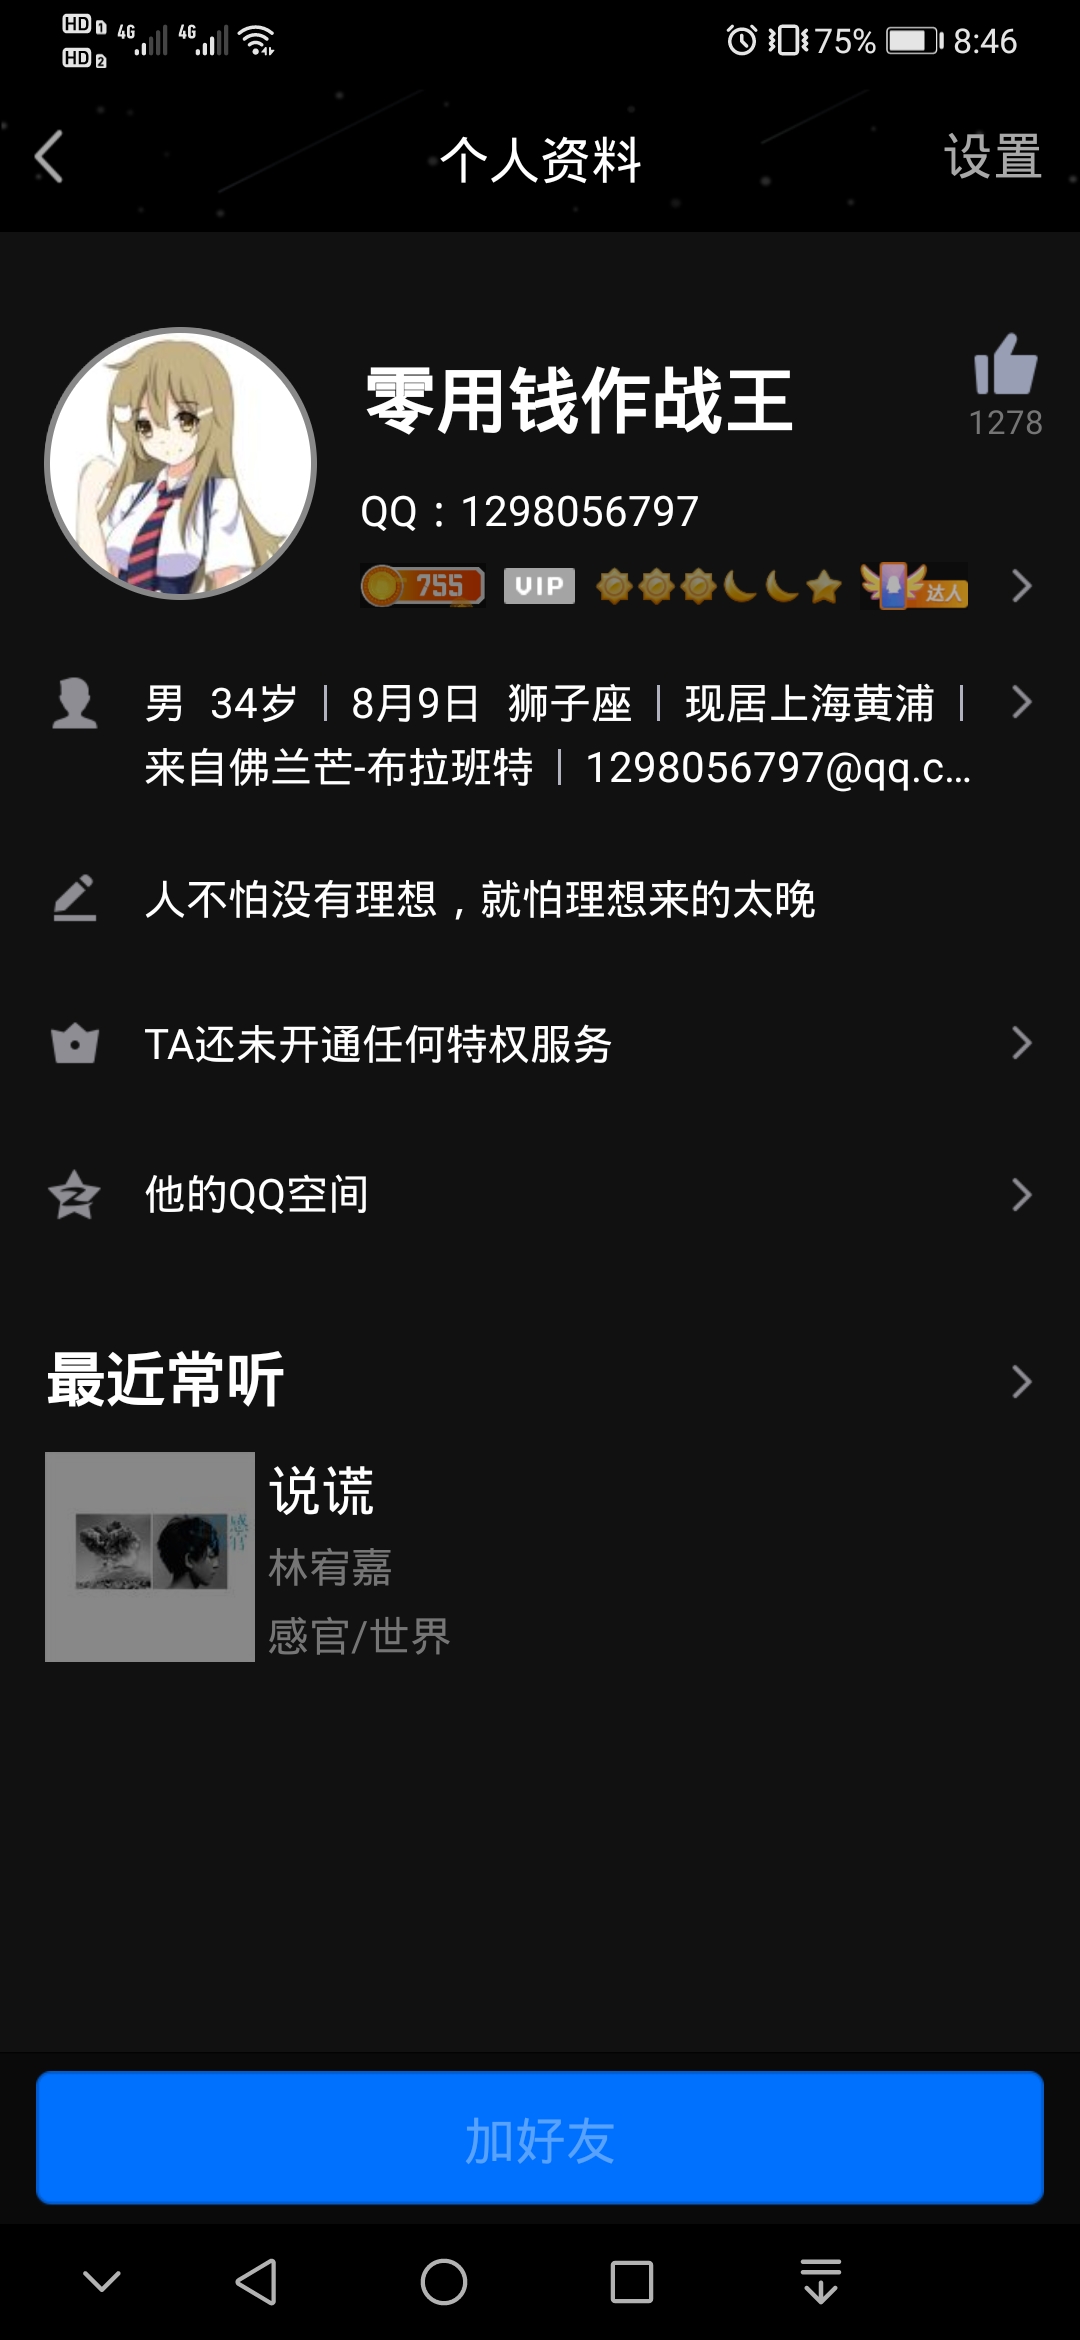 HD 1 4G 4G 75% 8:46
HD 2
个人资料 设置
零用钱作战王
1278
QQ：1298056797
755 VIP 达人
男 34岁 | 8月9日 狮子座 | 现居上海黄浦 |
来自佛兰芒-布拉班特 | 1298056797@qq.c...
人不怕没有理想，就怕理想来的太晚
TA还未开通任何特权服务
他的QQ空间
最近常听
说谎
林宥嘉
感官/世界
加好友